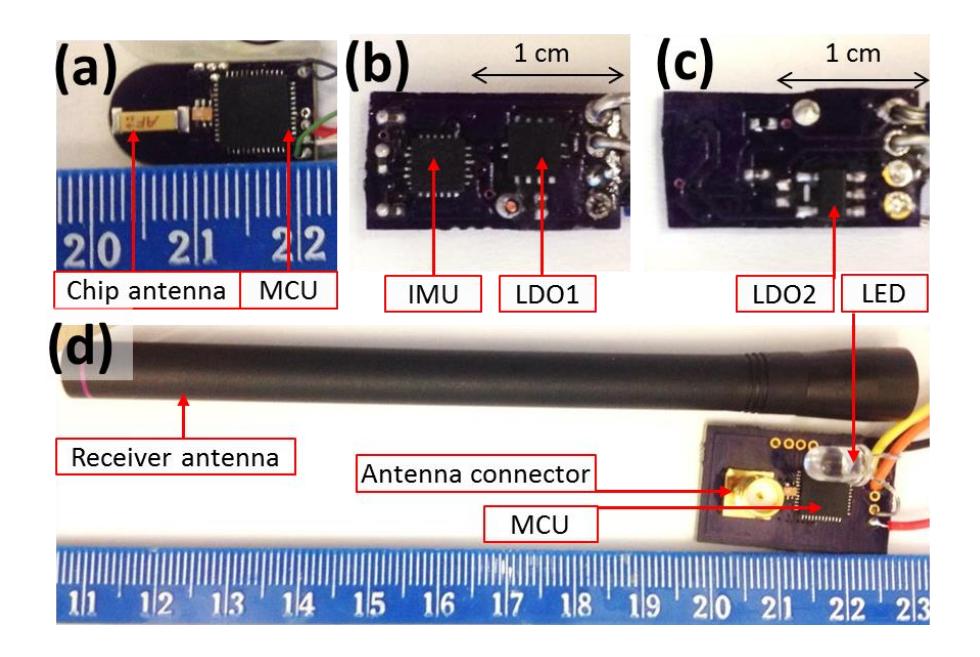 (a)
(b)
1 cm
(c)
1 cm
20 21 22
Chip antenna
MCU
IMU
LDO1
LDO2
LED
(d)
Receiver antenna
Antenna connector
MCU
11 12 13 14 15 16 17 18 19 20 21 22 23